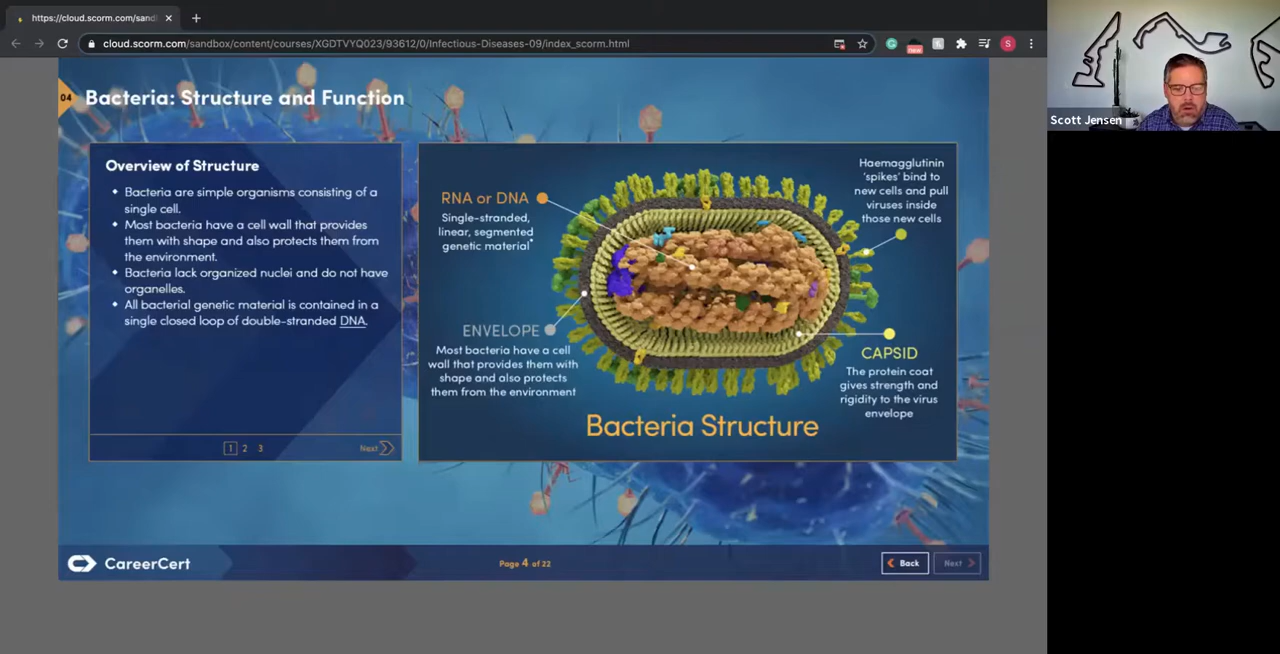 https://cloud.scorm.com/sand
cloud.scorm.com/sandbox/content/courses/XGDTVYQ023/93612/0/Infectious-Diseases-09/index_scorm.html
new
S
Scott Jensen
04
Bacteria: Structure and Function
Overview of Structure
Bacteria are simple organisms consisting of a
single cell.
Most bacteria have a cell wall that provides
them with shape and also protects them from
the environment.
Bacteria lack organized nuclei and do not have
organelles.
All bacterial genetic material is contained in a
single closed loop of double-stranded DNA.
1 2 3
Next
RNA or DNA
Single-stranded,
linear, segmented
genetic material*
ENVELOPE
Most bacteria have a cell
wall that provides them with
shape and also protects
them from the environment
Haemagglutinin
'spikes' bind to
new cells and pull
viruses inside
those new cells
CAPSID
The protein coat
gives strength and
rigidity to the virus
envelope
Bacteria Structure
CareerCert
Page 4 of 22
Back
Next